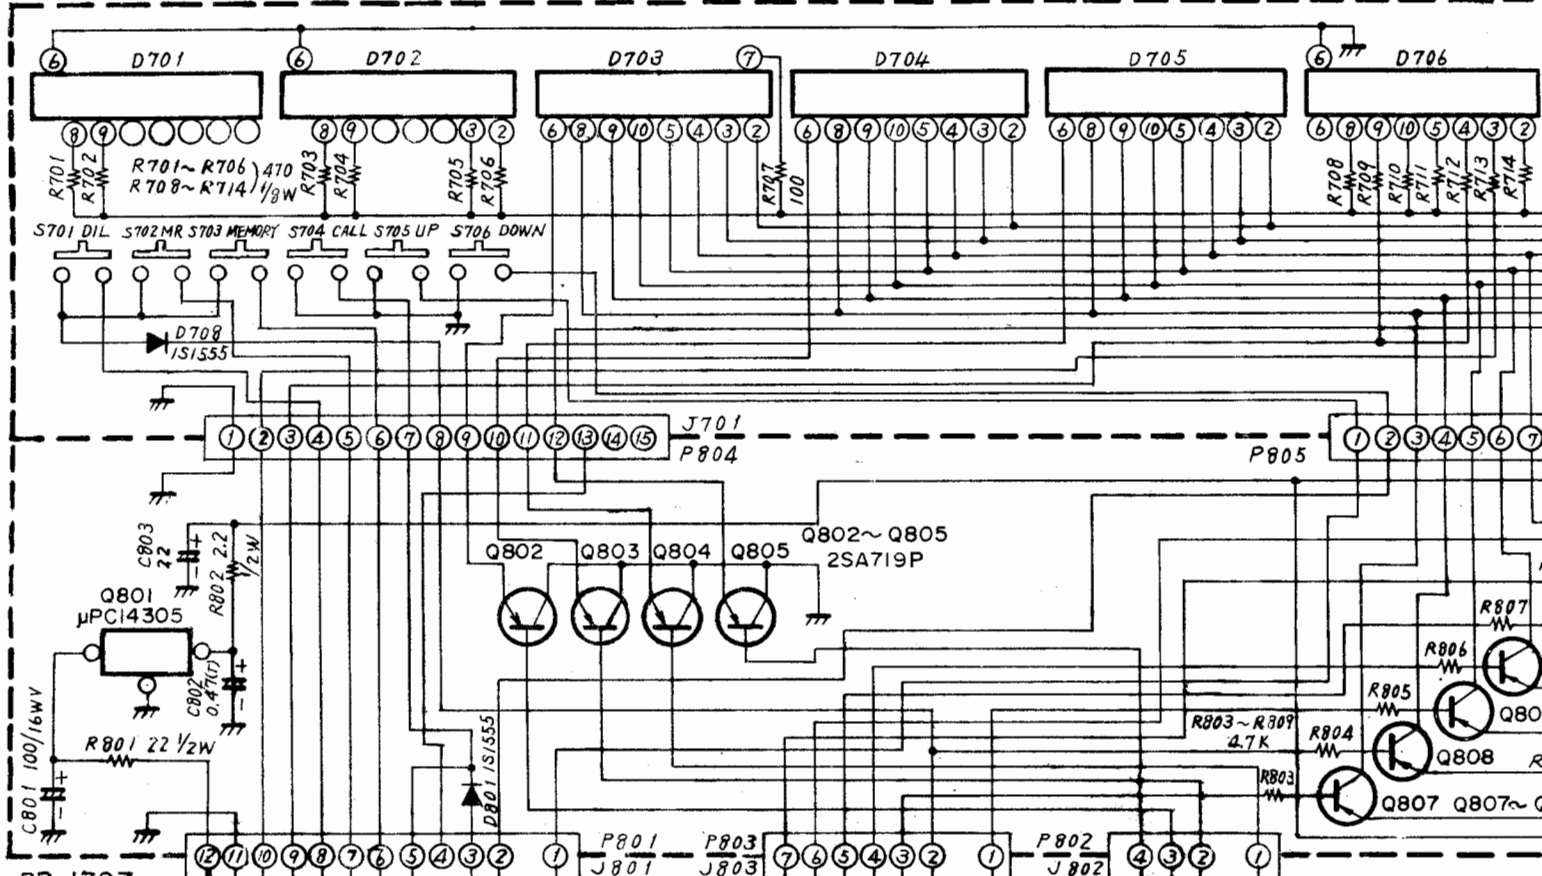 D701 D702 D703 D704 D705 D706
6 6 7 6
8 9 8 9 3 2 6 8 9 10 5 4 3 2 6 8 9 10 5 4 3 2 6 8 9 10 5 4 3 2 6 8 9 10 5 4 3 2
R701 R702 R701~R706 470 R703 R704 R705 R706 R707 100 R708 R709 R710 R711 R712 R713 R714
R708~R714 1/8W
S701 DIL S702 MR S703 MEMORY S704 CALL S705 UP S706 DOWN
D708
1S1555
J701
1 2 3 4 5 6 7 8 9 10 11 12 13 14 15
P804
P805
1 2 3 4 5 6 7
C803
22
R802 2.2
1/2W
Q802 Q803 Q804 Q805
Q802~Q805
2SA719P
Q801
μPC14305
C802
0.47(T)
C801 100/16WV
R801 22 1/2W
D801 1S1555
R807
R806
R805
R803~R809
4.7K
R804
R803
Q80
Q808
Q807 Q807~Q
R
12 11 10 9 8 7 6 5 4 3 2 1
P801
J801
P803
J803
7 6 5 4 3 2 1
P802
J802
4 3 2 1